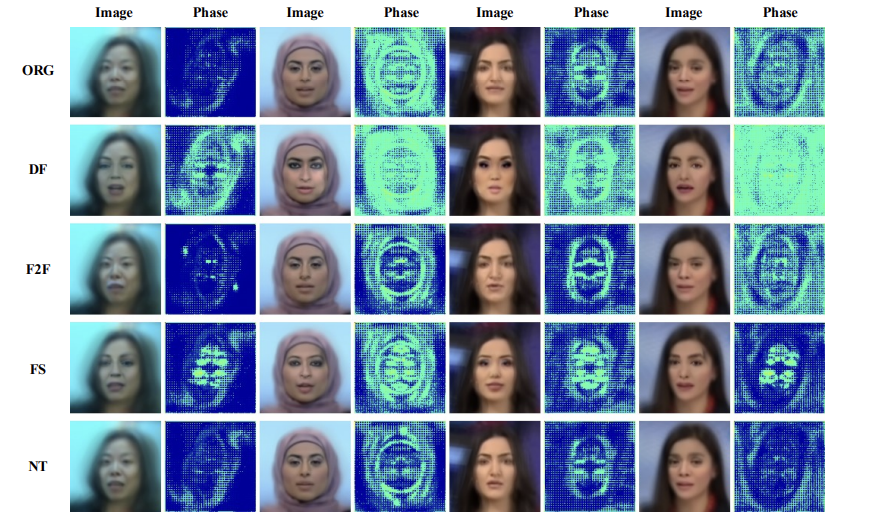 Image Phase Image Phase Image Phase Image Phase
ORG
DF
F2F
FS
NT